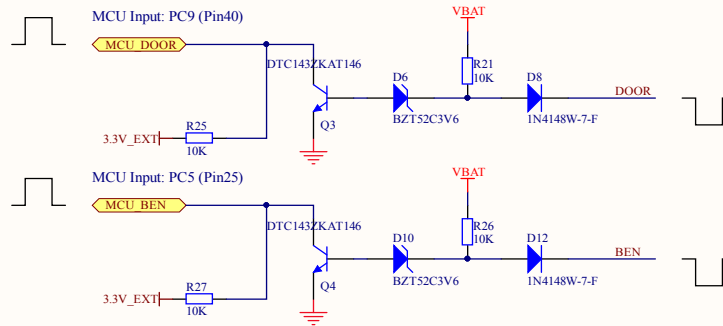 MCU Input: PC9 (Pin40)
VBAT
MCU_DOOR
DTC143ZKAT146
R21
10K
D6
D8
DOOR
Q3
BZT52C3V6
1N4148W-7-F
R25
3.3V_EXT
10K
MCU Input: PC5 (Pin25)
VBAT
MCU_BEN
DTC143ZKAT146
R26
10K
D10
D12
BEN
Q4
BZT52C3V6
1N4148W-7-F
R27
3.3V_EXT
10K